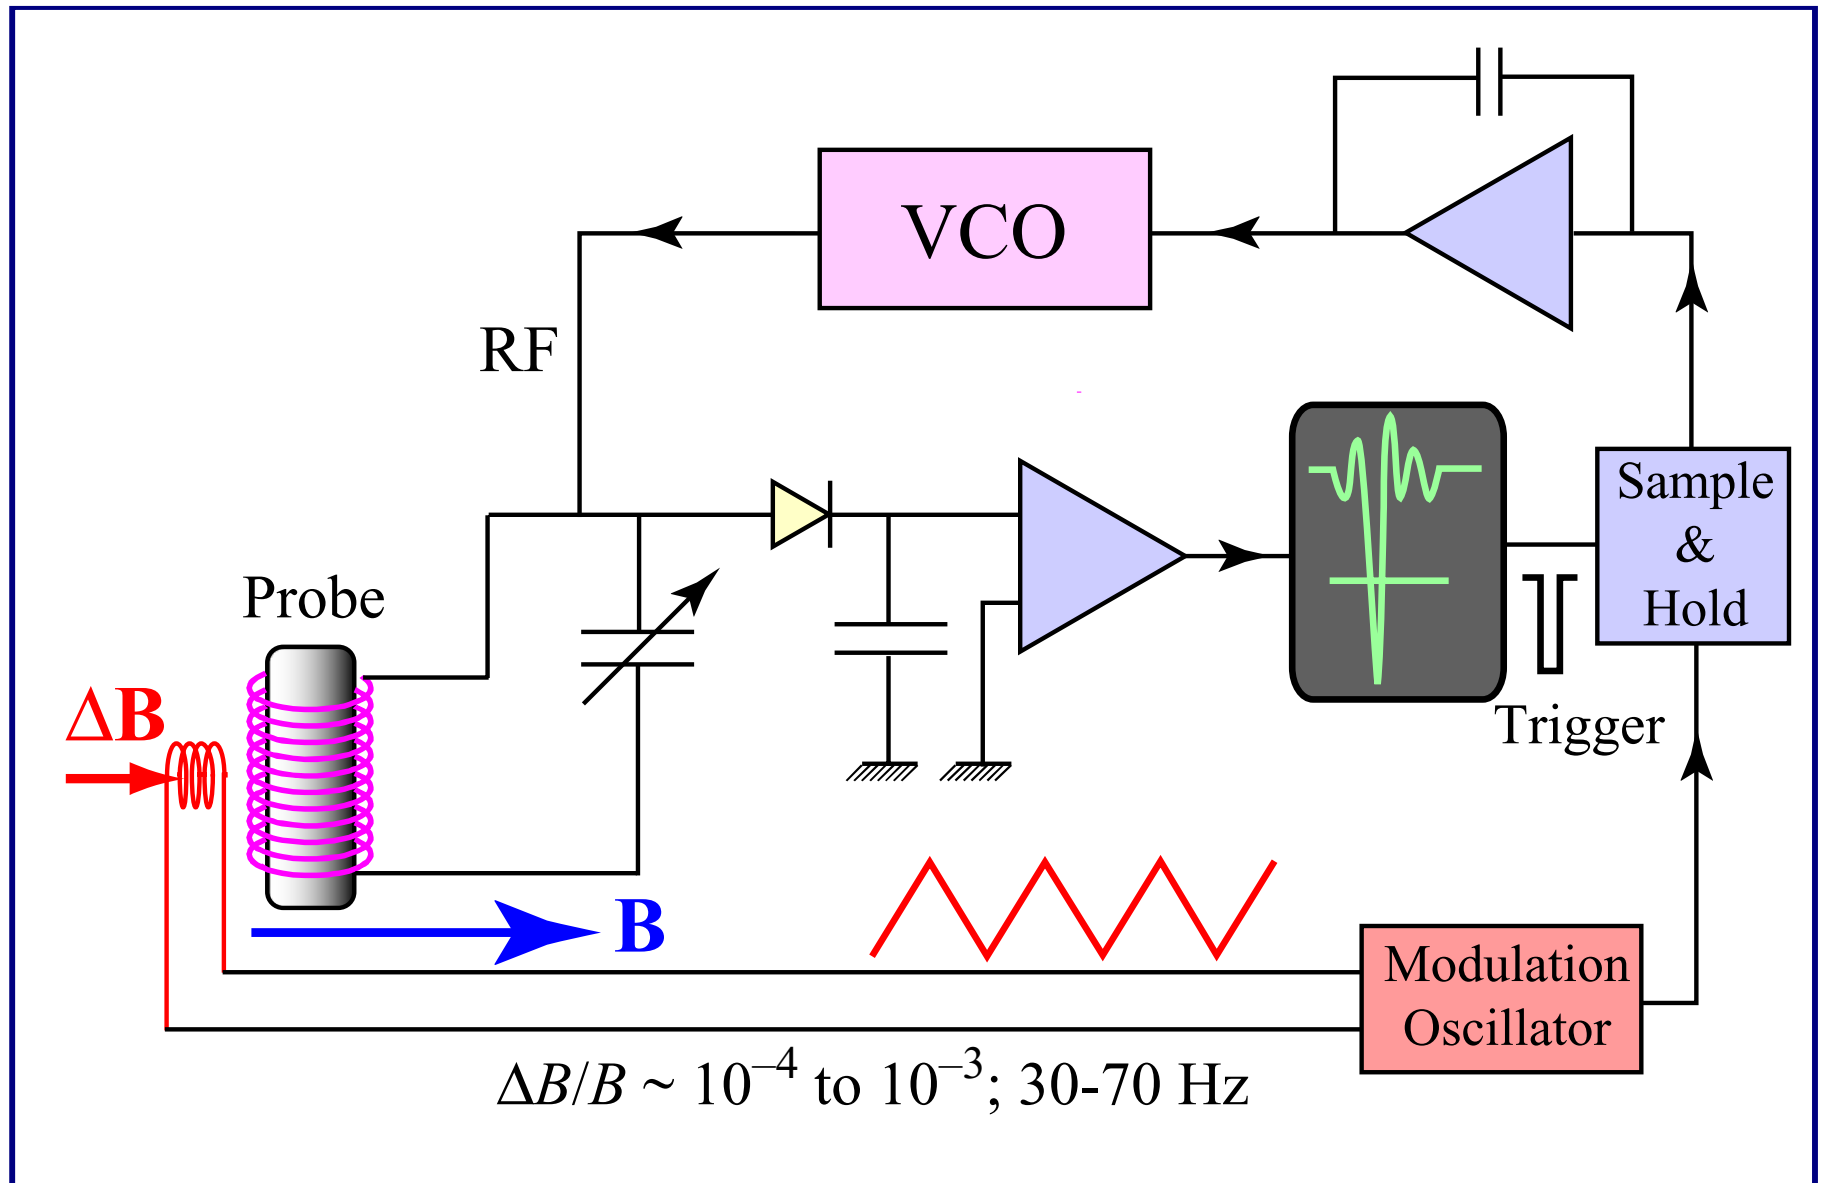 VCO
RF
Sample
&
Hold
Probe
ΔB
Trigger
B
Modulation
Oscillator
ΔB/B ~ 10⁻⁴ to 10⁻³; 30-70 Hz